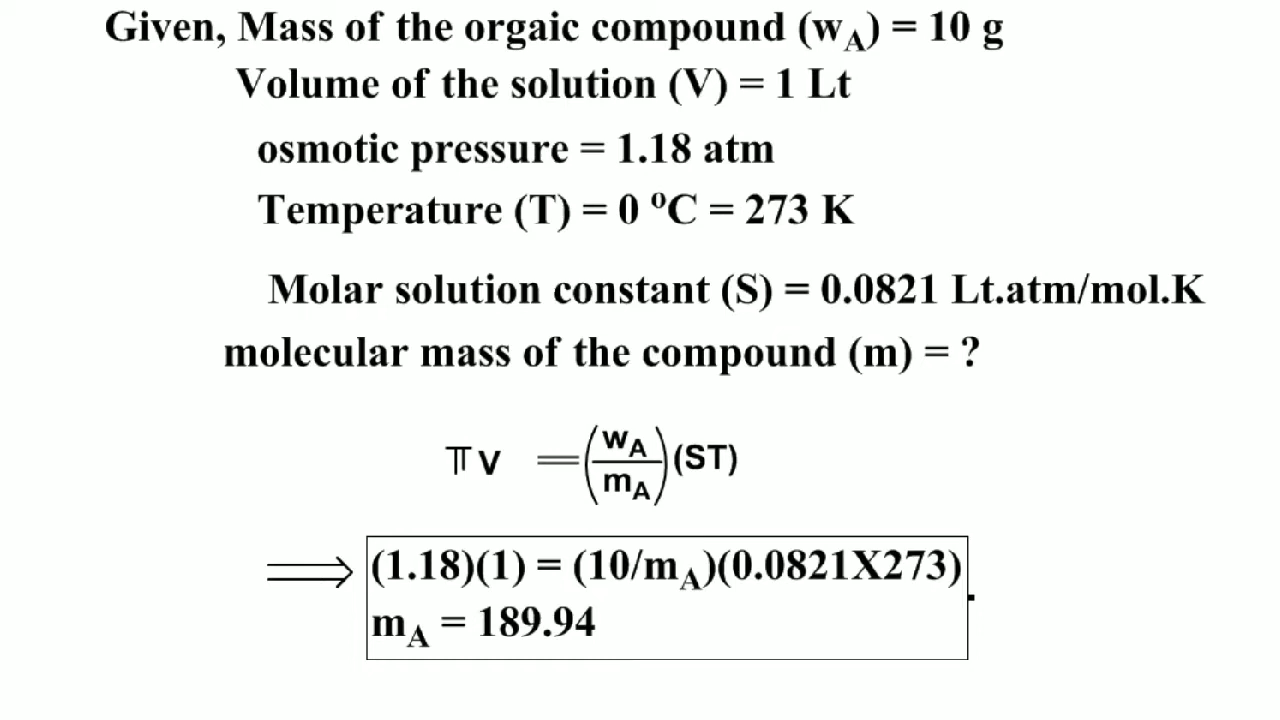 Given, Mass of the orgaic compound (wA) = 10 g
Volume of the solution (V) = 1 Lt
osmotic pressure = 1.18 atm
Temperature (T) = 0 ⁰C = 273 K
Molar solution constant (S) = 0.0821 Lt.atm/mol.K
molecular mass of the compound (m) = ?
πV = (wA/mA)(ST)
⟹ (1.18)(1) = (10/mA)(0.0821X273)
mA = 189.94.